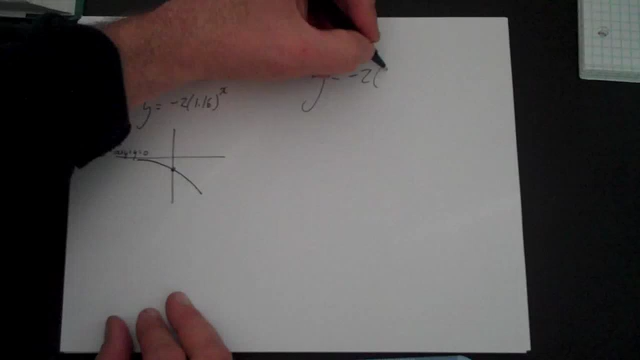 y = -2(1.16)^x
y = -2(